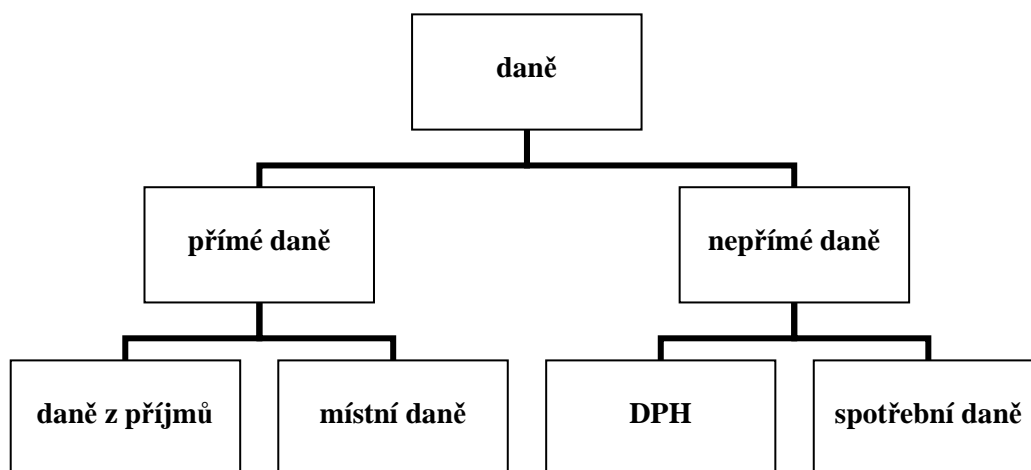 daně
přímé daně
nepřímé daně
daně z příjmů
místní daně
DPH
spotřební daně